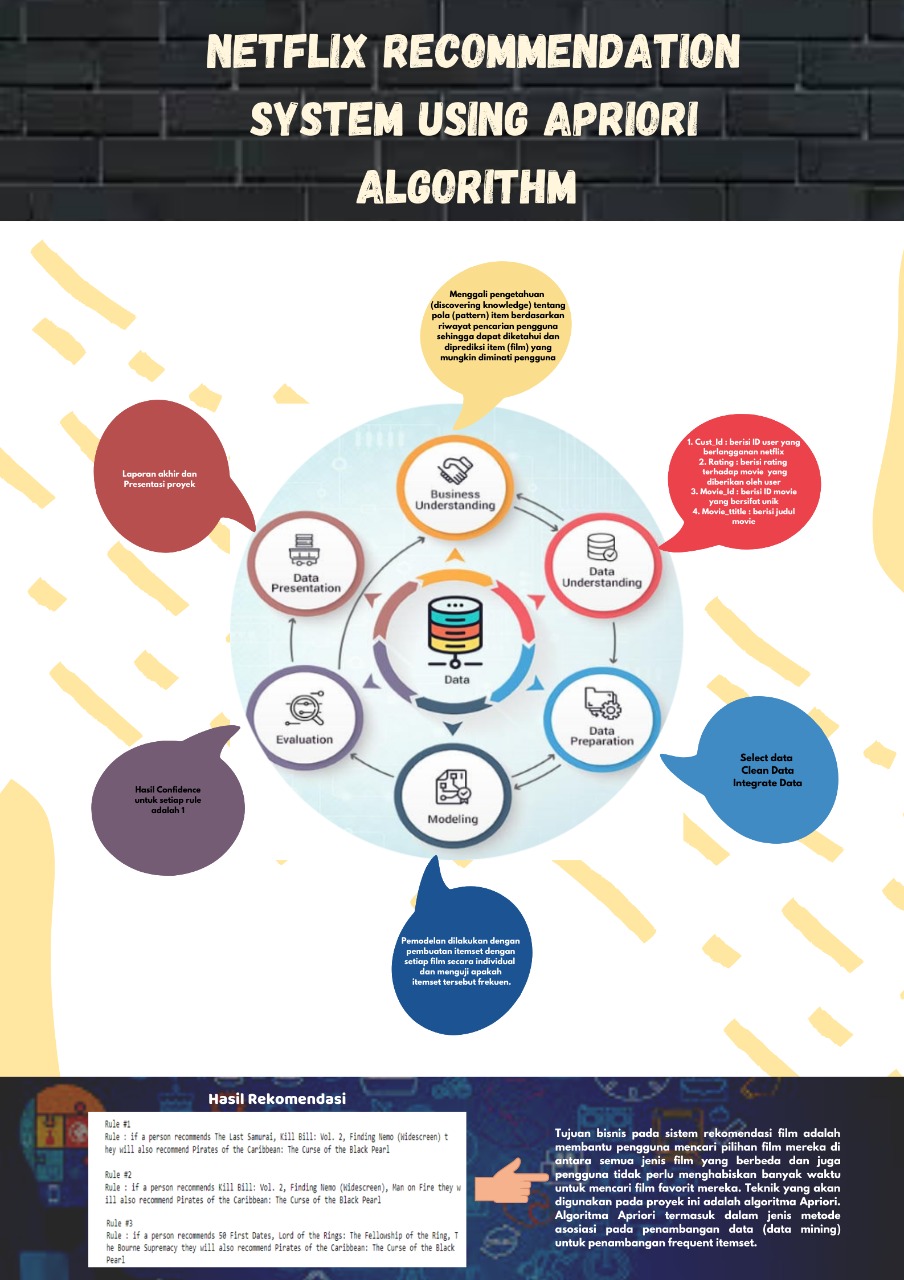 NETFLIX RECOMMENDATION
SYSTEM USING APRIORI
ALGORITHM
Menggali pengetahuan
(discovering knowledge) tentang
pola (pattern) item berdasarkan
riwayat pencarian pengguna
sehingga dapat diketahui dan
diprediksi item (film) yang
mungkin diminati pengguna
Laporan akhir dan
Presentasi proyek
1. Cust_Id : berisi ID user yang
berlangganan netflix
2. Rating : berisi rating
terhadap movie yang
diberikan oleh user
3. Movie_Id : berisi ID movie
yang bersifat unik
4. Movie_ttitle : berisi judul
movie
Business
Understanding
Data
Presentation
Data
Understanding
Data
Evaluation
Data
Preparation
Modeling
Select data
Clean Data
Integrate Data
Hasil Confidence
untuk setiap rule
adalah 1
Pemodelan dilakukan dengan
pembuatan itemset dengan
setiap film secara individual
dan menguji apakah
itemset tersebut frekuen.
Hasil Rekomendasi
Rule #1
Rule : if a person recommends The Last Samurai, Kill Bill: Vol. 2, Finding Nemo (Widescreen) t
hey will also recommend Pirates of the Caribbean: The Curse of the Black Pearl
Rule #2
Rule : if a person recommends Kill Bill: Vol. 2, Finding Nemo (Widescreen), Man on Fire they w
ill also recommend Pirates of the Caribbean: The Curse of the Black Pearl
Rule #3
Rule : if a person recommends 50 First Dates, Lord of the Rings: The Fellowship of the Ring, T
he Bourne Supremacy they will also recommend Pirates of the Caribbean: The Curse of the Black
Pearl
Tujuan bisnis pada sistem rekomendasi film adalah
membantu pengguna mencari pilihan film mereka di
antara semua jenis film yang berbeda dan juga
pengguna tidak perlu menghabiskan banyak waktu
untuk mencari film favorit mereka. Teknik yang akan
digunakan pada proyek ini adalah algoritma Apriori.
Algoritma Apriori termasuk dalam jenis metode
asosiasi pada penambangan data (data mining)
untuk penambangan frequent itemset.